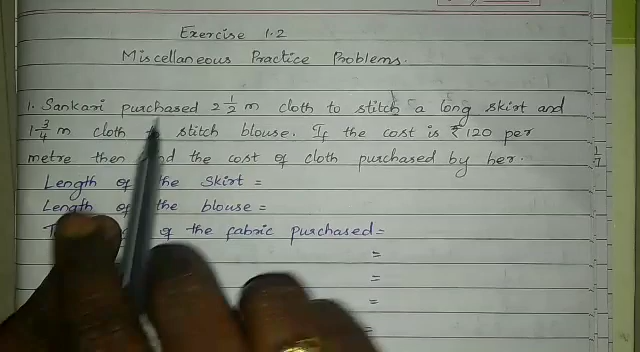 Exercise 1.2
Miscellaneous Practice Problems.
1. Sankari purchased 2 1/2 m cloth to stitch a long skirt and
1 3/4 m cloth to stitch blouse. If the cost is ₹ 120 per
metre then find the cost of cloth purchased by her.
Length of the skirt =
Length of the blouse =
of the fabric purchased =
=
=
=
=